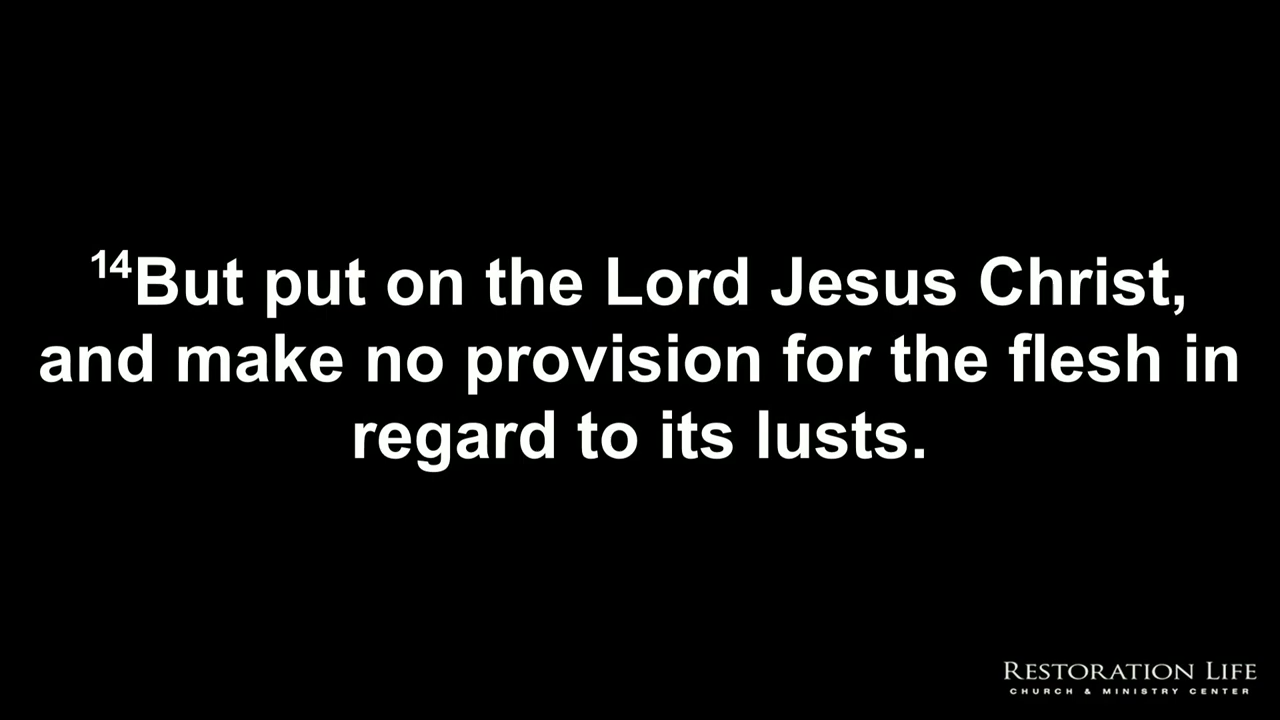 14But put on the Lord Jesus Christ,
and make no provision for the flesh in
regard to its lusts.
RESTORATION LIFE
CHURCH & MINISTRY CENTER